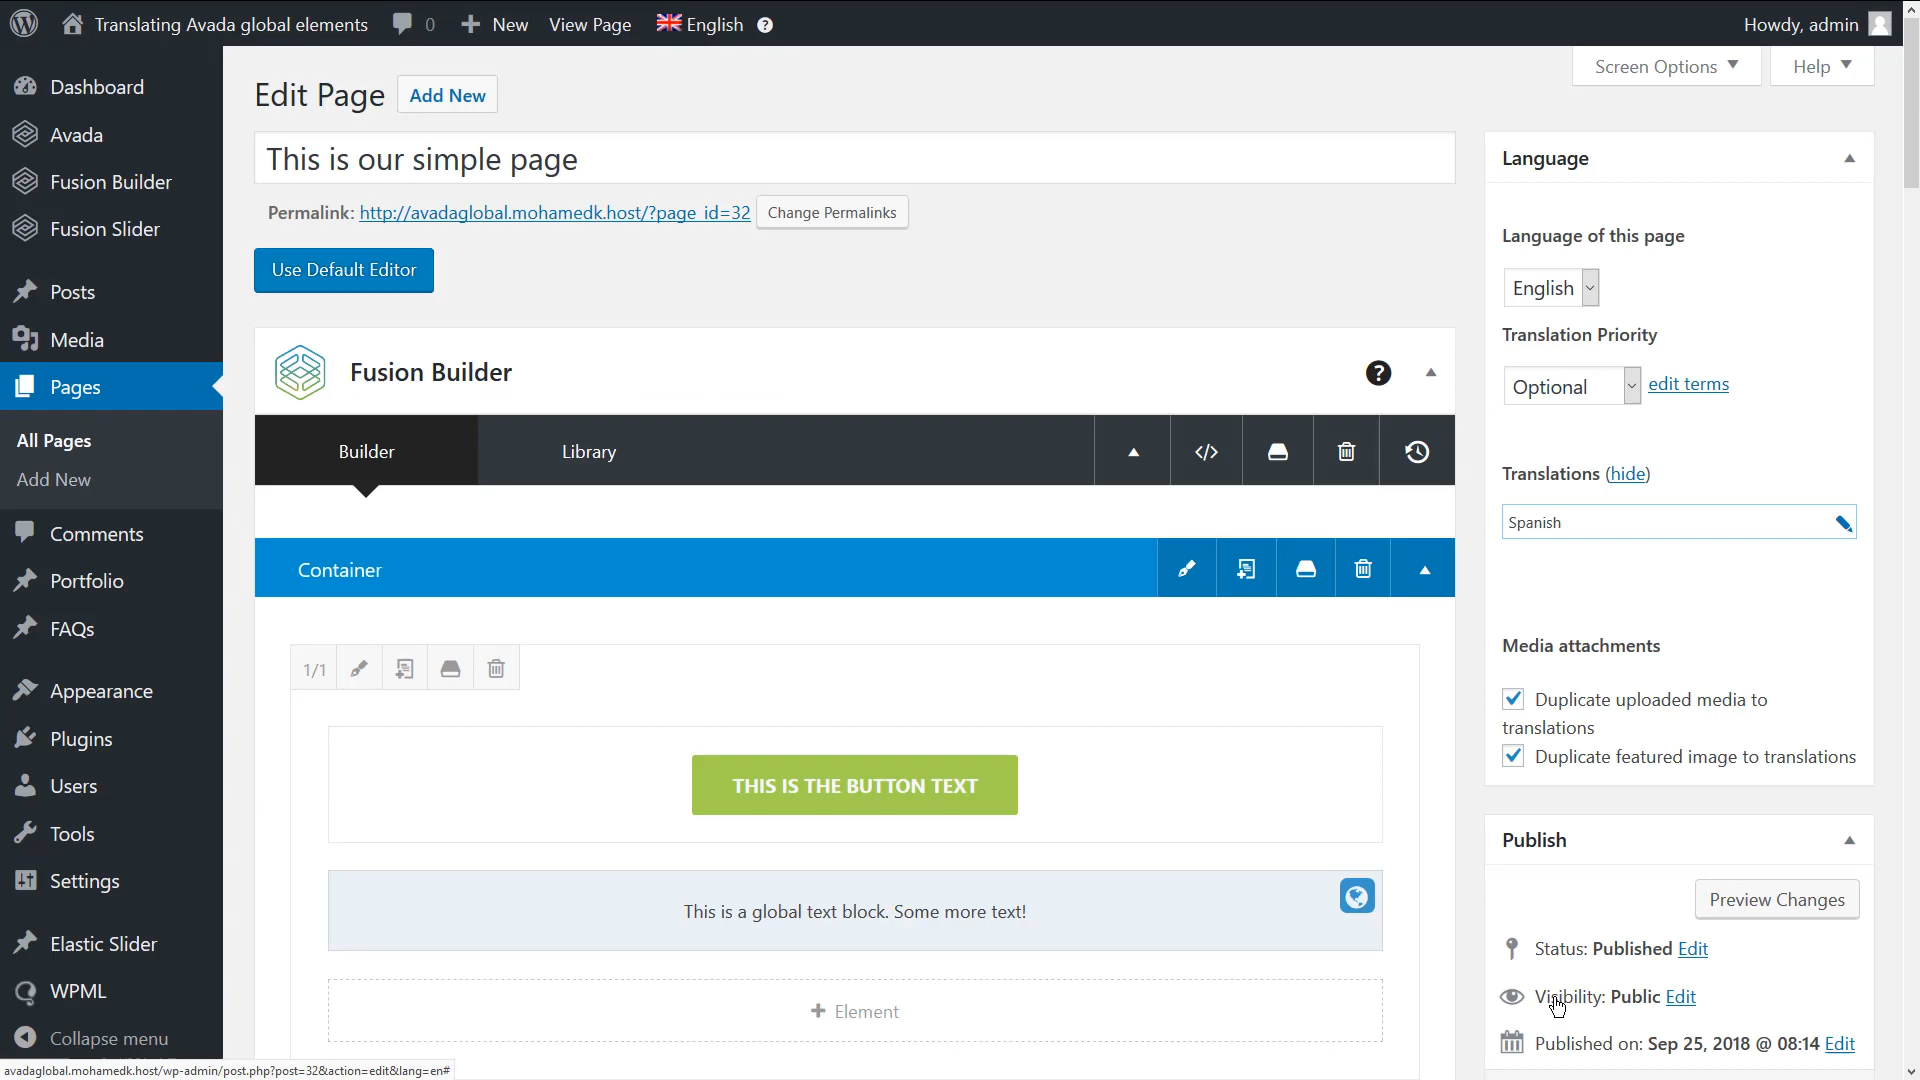 Translating Avada global elements 0 New View Page English Howdy, admin
Screen Options Help
Dashboard
Avada
Fusion Builder
Fusion Slider
Posts
Media
Pages
All Pages
Add New
Comments
Portfolio
FAQs
Appearance
Plugins
Users
Tools
Settings
Elastic Slider
WPML
Collapse menu
Edit Page Add New
This is our simple page
Permalink: http://avadaglobal.mohamedk.host/?page_id=32 Change Permalinks
Use Default Editor
Fusion Builder
Builder Library
Container
1/1
THIS IS THE BUTTON TEXT
This is a global text block. Some more text!
+ Element
Language
Language of this page
English
Translation Priority
Optional edit terms
Translations (hide)
Spanish
Media attachments
Duplicate uploaded media to
translations
Duplicate featured image to translations
Publish
Preview Changes
Status: Published Edit
Visibility: Public Edit
Published on: Sep 25, 2018 @ 08:14 Edit
avadaglobal.mohamedk.host/wp-admin/post.php?post=32&action=edit&lang=en#